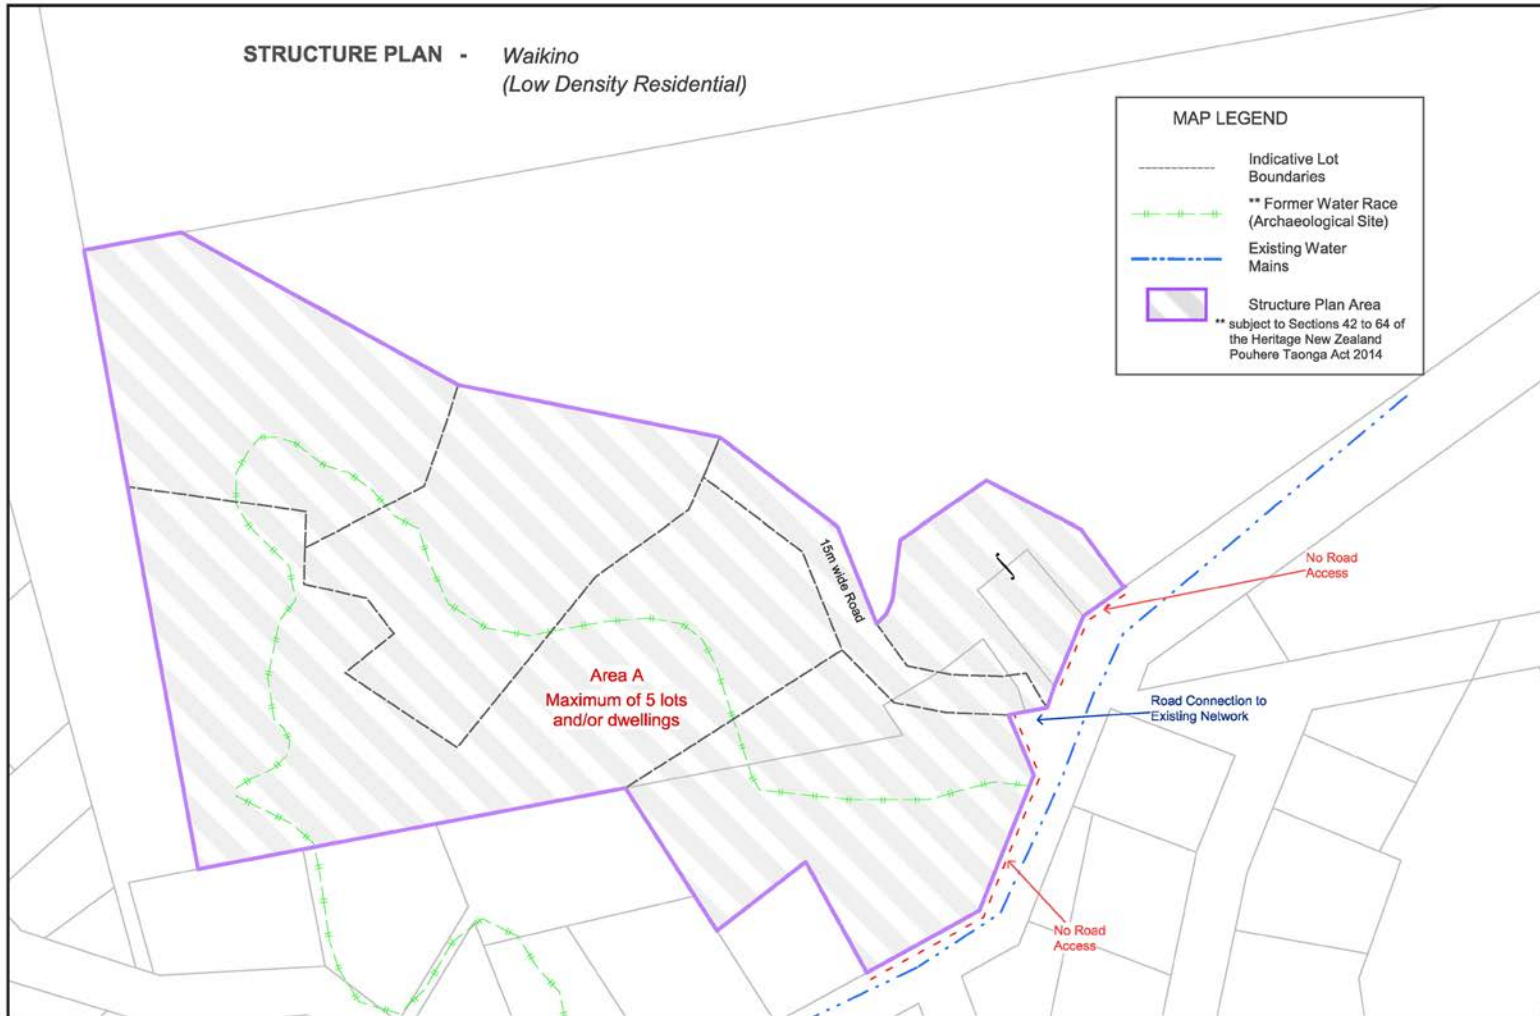 STRUCTURE PLAN - Waikino
(Low Density Residential)
MAP LEGEND
Indicative Lot
Boundaries
** Former Water Race
(Archaeological Site)
Existing Water
Mains
Structure Plan Area
** subject to Sections 42 to 64 of
the Heritage New Zealand
Pouhere Taonga Act 2014
15m wide Road
No Road
Access
Area A
Maximum of 5 lots
and/or dwellings
Road Connection to
Existing Network
No Road
Access